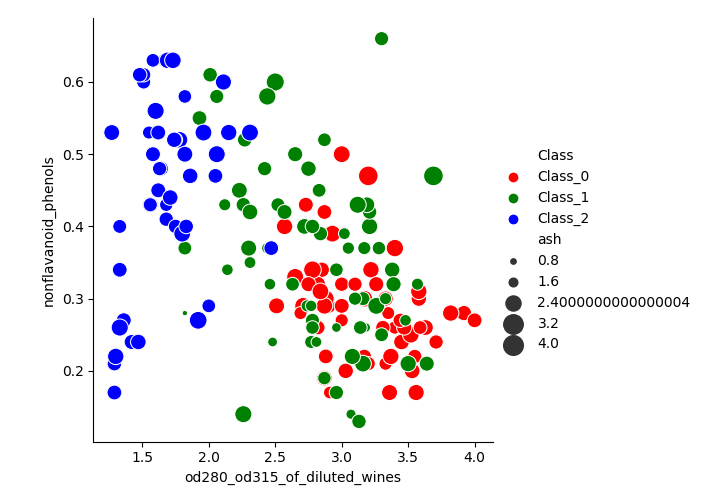 0.6
0.5
0.4
0.3
0.2
nonflavanoid_phenols
1.5
2.0
2.5
3.0
3.5
4.0
od280_od315_of_diluted_wines
Class
Class_0
Class_1
Class_2
ash
0.8
1.6
2.4000000000000004
3.2
4.0